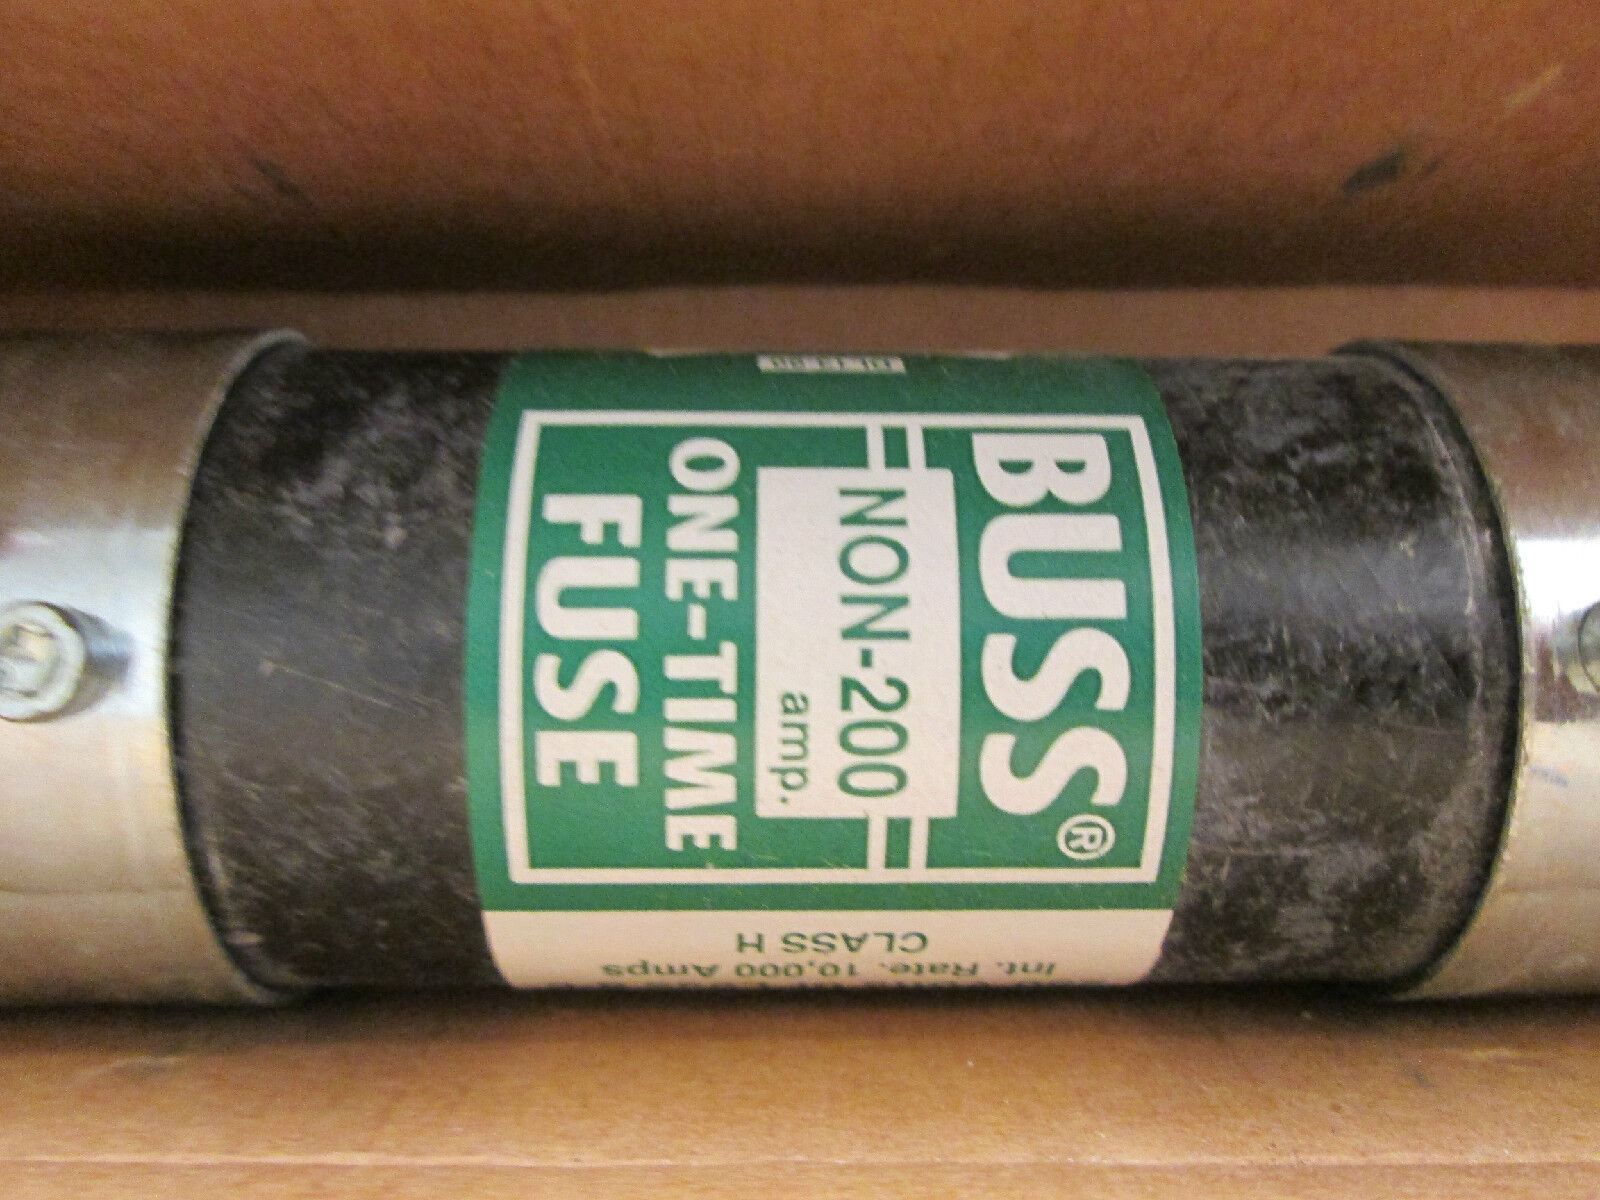 BUSS®
NON-200
amp.
ONE-TIME
FUSE
CLASS H
Int. Rate. 10,000 Amps